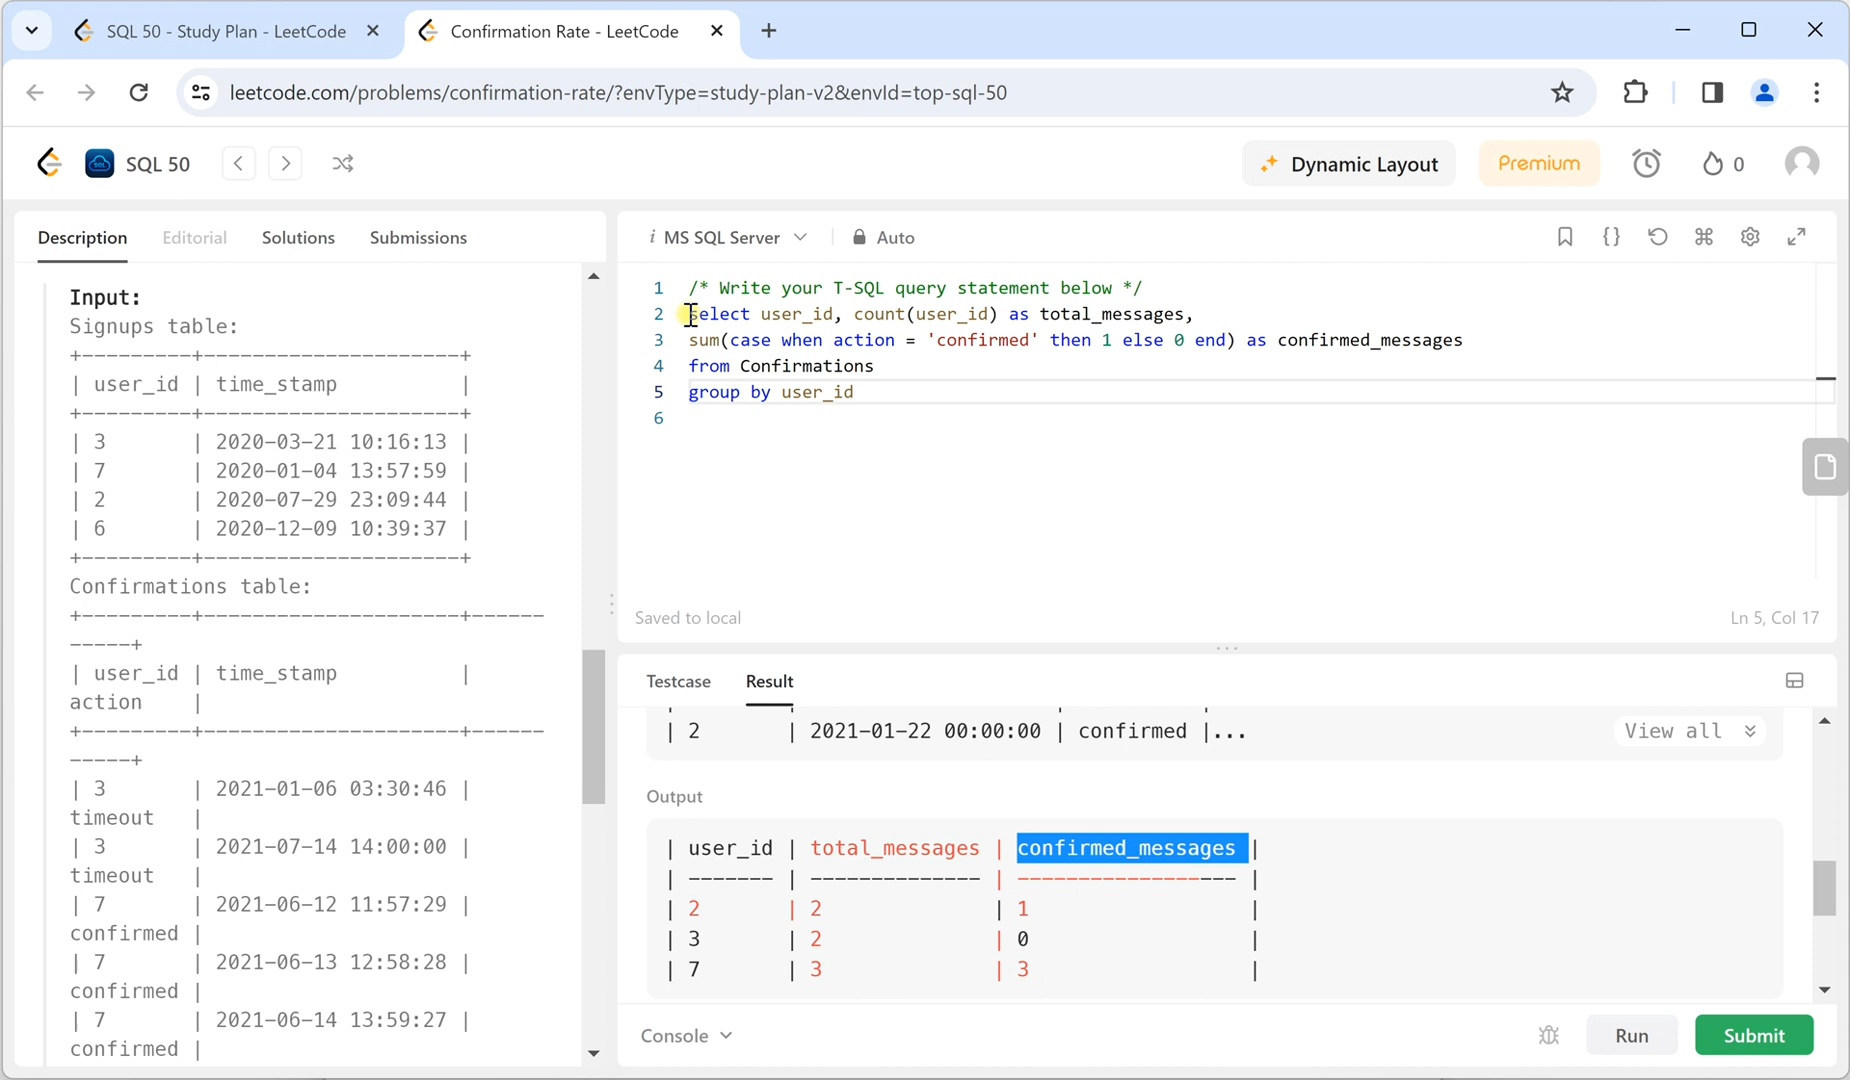 SQL 50 - Study Plan - LeetCode
Confirmation Rate - LeetCode
leetcode.com/problems/confirmation-rate/?envType=study-plan-v2&envId=top-sql-50
SQL 50
Dynamic Layout
Premium
0
Description
Editorial
Solutions
Submissions
Input:
Signups table:
+---------+---------------------+
| user_id | time_stamp          |
+---------+---------------------+
| 3       | 2020-03-21 10:16:13 |
| 7       | 2020-01-04 13:57:59 |
| 2       | 2020-07-29 23:09:44 |
| 6       | 2020-12-09 10:39:37 |
+---------+---------------------+
Confirmations table:
+---------+---------------------+------
-----+
| user_id | time_stamp          |
action    |
+---------+---------------------+------
-----+
| 3       | 2021-01-06 03:30:46 |
timeout   |
| 3       | 2021-07-14 14:00:00 |
timeout   |
| 7       | 2021-06-12 11:57:29 |
confirmed |
| 7       | 2021-06-13 12:58:28 |
confirmed |
| 7       | 2021-06-14 13:59:27 |
confirmed |
i MS SQL Server
Auto
1 /* Write your T-SQL query statement below */
2 select user_id, count(user_id) as total_messages,
3 sum(case when action = 'confirmed' then 1 else 0 end) as confirmed_messages
4 from Confirmations
5 group by user_id
6
Saved to local
Ln 5, Col 17
Testcase
Result
| 2       | 2021-01-22 00:00:00 | confirmed |...
View all
Output
| user_id | total_messages | confirmed_messages |
| ------- | -------------- | ------------------ |
| 2       | 2              | 1                  |
| 3       | 2              | 0                  |
| 7       | 3              | 3                  |
Console
Run
Submit